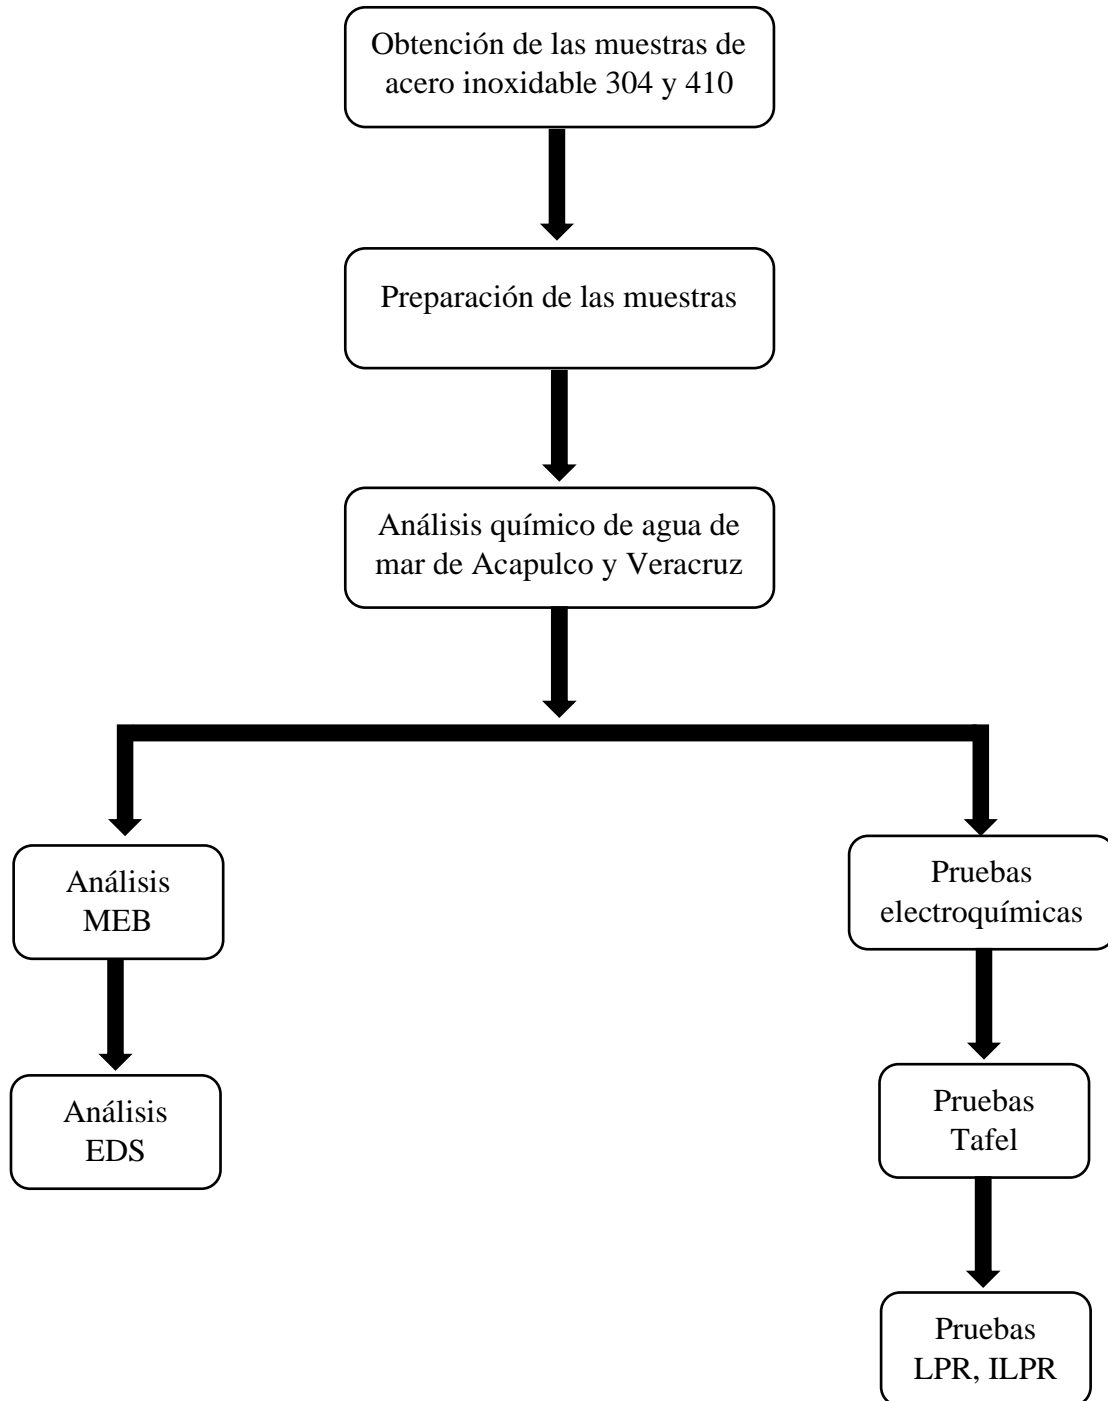 Obtención de las muestras de
acero inoxidable 304 y 410
Preparación de las muestras
Análisis químico de agua de
mar de Acapulco y Veracruz
Análisis
MEB
Análisis
EDS
Pruebas
electroquímicas
Pruebas
Tafel
Pruebas
LPR, ILPR